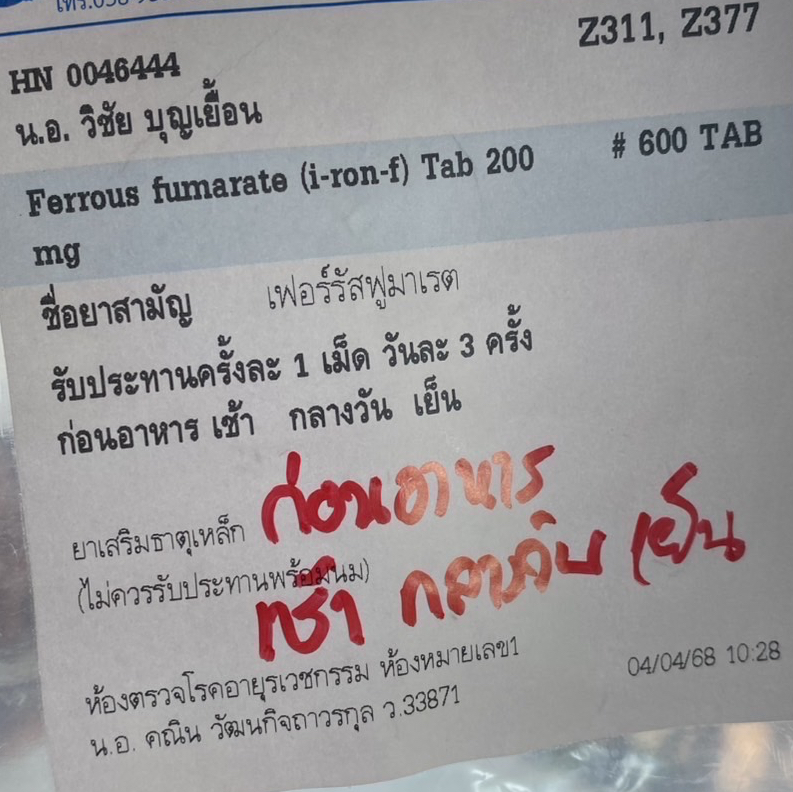 โทร.038
HN 0046444
Z311, Z377
น.อ. วิชัย บุญเยื้อน
Ferrous fumarate (i-ron-f) Tab 200 mg
# 600 TAB
ชื่อยาสามัญ เฟอร์รัสฟูมาเรต
รับประทานครั้งละ 1 เม็ด วันละ 3 ครั้ง
ก่อนอาหาร เช้า กลางวัน เย็น
ก่อนอาหาร
ยาเสริมธาตุเหล็ก
(ไม่ควรรับประทานพร้อมนม)
เช้า กลางวัน เย็น
ห้องตรวจโรคอายุรเวชกรรม ห้องหมายเลข1
04/04/68 10:28
น.อ. คณิน วัฒนกิจถาวรกุล ว.33871